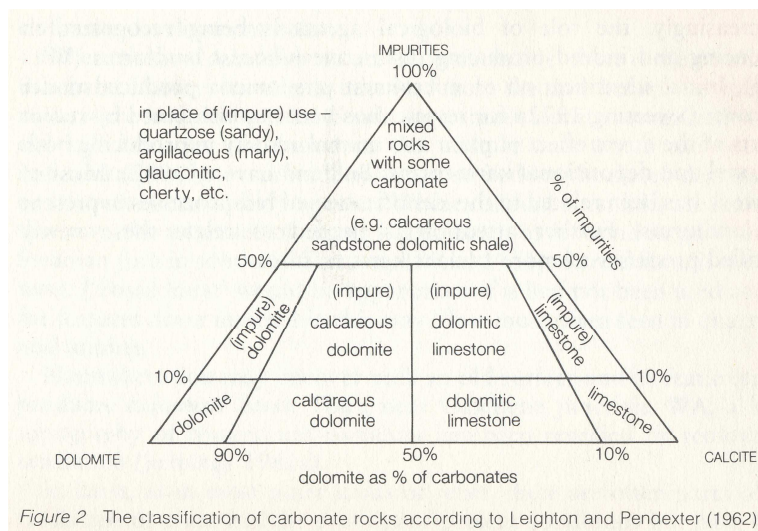 IMPURITIES
100%
in place of (impure) use
quartzose (sandy),
argillaceous (marly),
glauconitic,
cherty, etc.
mixed
rocks
with some
carbonate
% of impurities
(e.g. calcareous
sandstone dolomitic shale)
50%
50%
(impure)
dolomite
(impure)
calcareous
dolomite
(impure)
dolomitic
limestone
(impure)
limestone
10%
10%
dolomite
calcareous
dolomite
dolomitic
limestone
limestone
DOLOMITE
90%
50%
10%
CALCITE
dolomite as % of carbonates
Figure 2 The classification of carbonate rocks according to Leighton and Pendexter (1962)